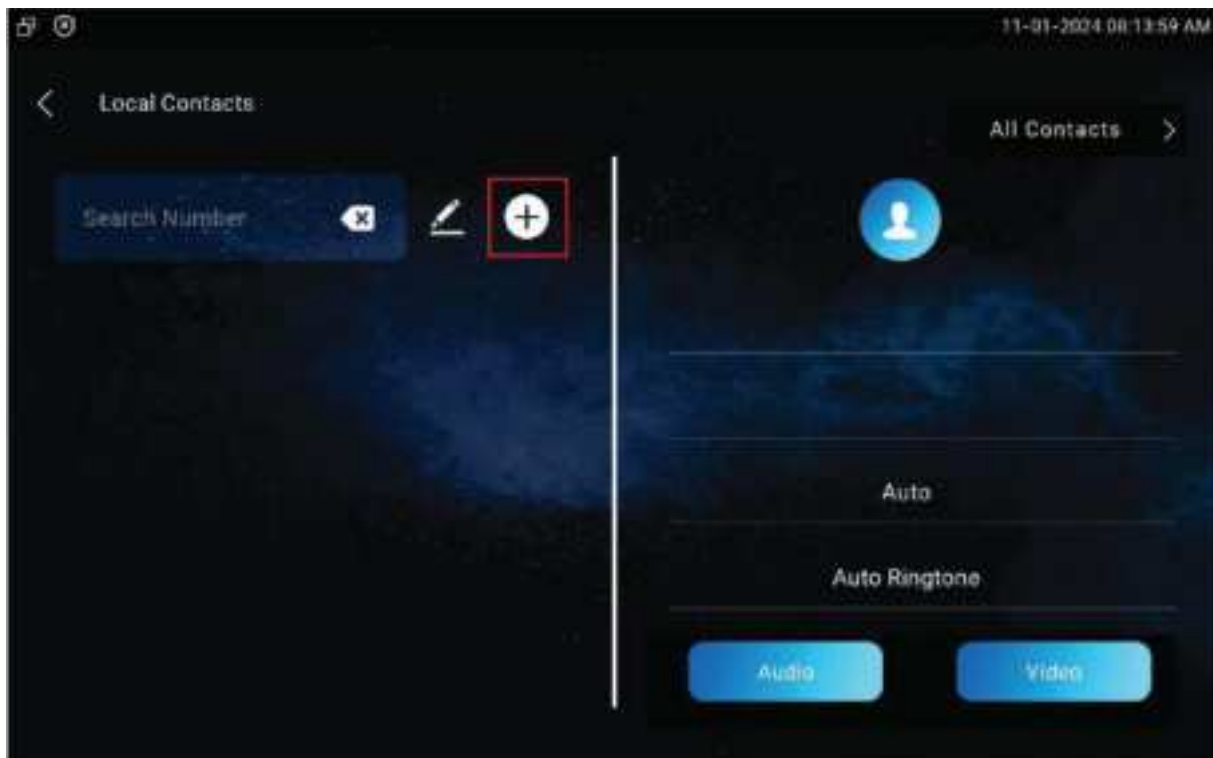 11-01-2024 08:13:59 AM
Local Contacts
All Contacts
Search Number
Auto
Auto Ringtone
Audio
Video